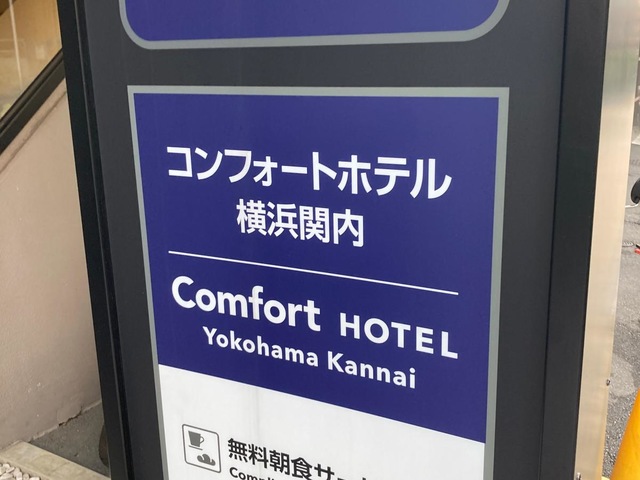 コンフォートホテル
横浜関内
Comfort HOTEL
Yokohama Kannai
無料朝食サー